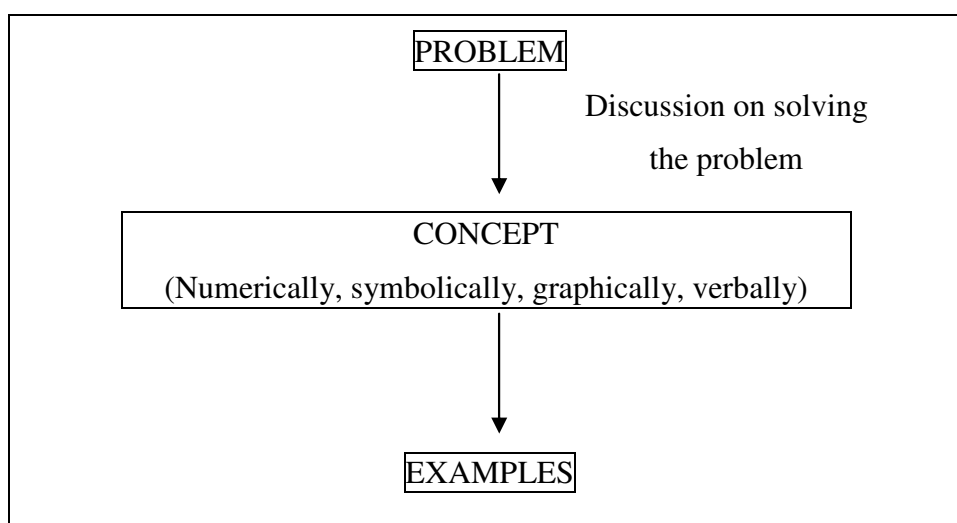 PROBLEM
Discussion on solving
the problem
CONCEPT
(Numerically, symbolically, graphically, verbally)
EXAMPLES